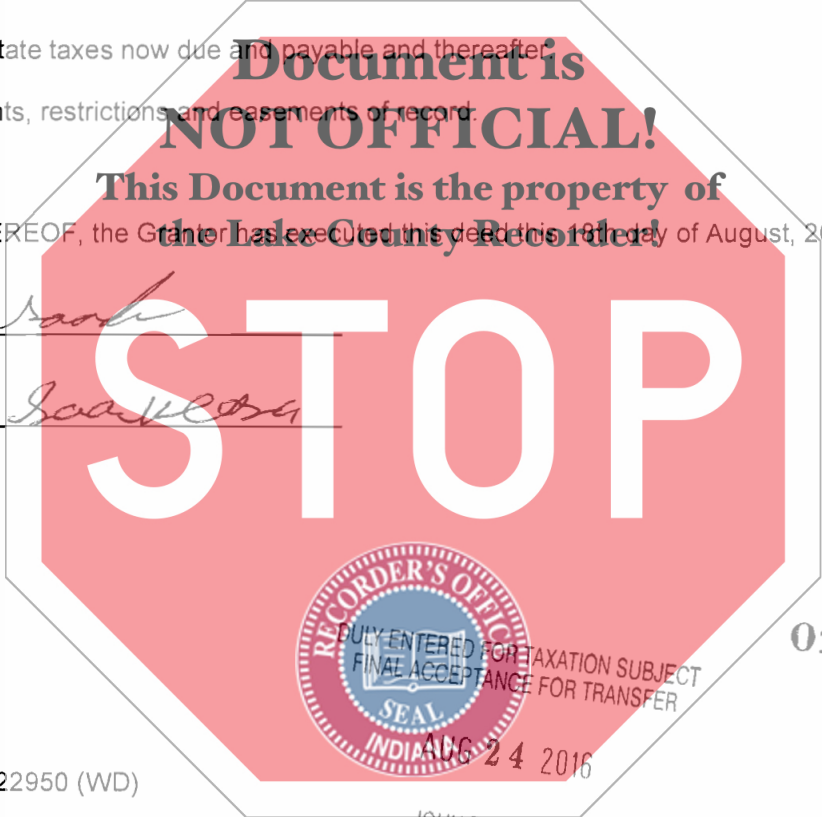 tate taxes now due and payable and thereafter.
Document is
ts, restrictions and easements of record.
NOT OFFICIAL!
This Document is the property of
the Lake County Recorder!
EREOF, the Grantor has executed this deed this 18th day of August, 20
STOP
RECORDER'S OFFICE
DULY ENTERED FOR TAXATION SUBJECT
FINAL ACCEPTANCE FOR TRANSFER
SEAL
INDIANA
AUG 24 2016
22950 (WD)